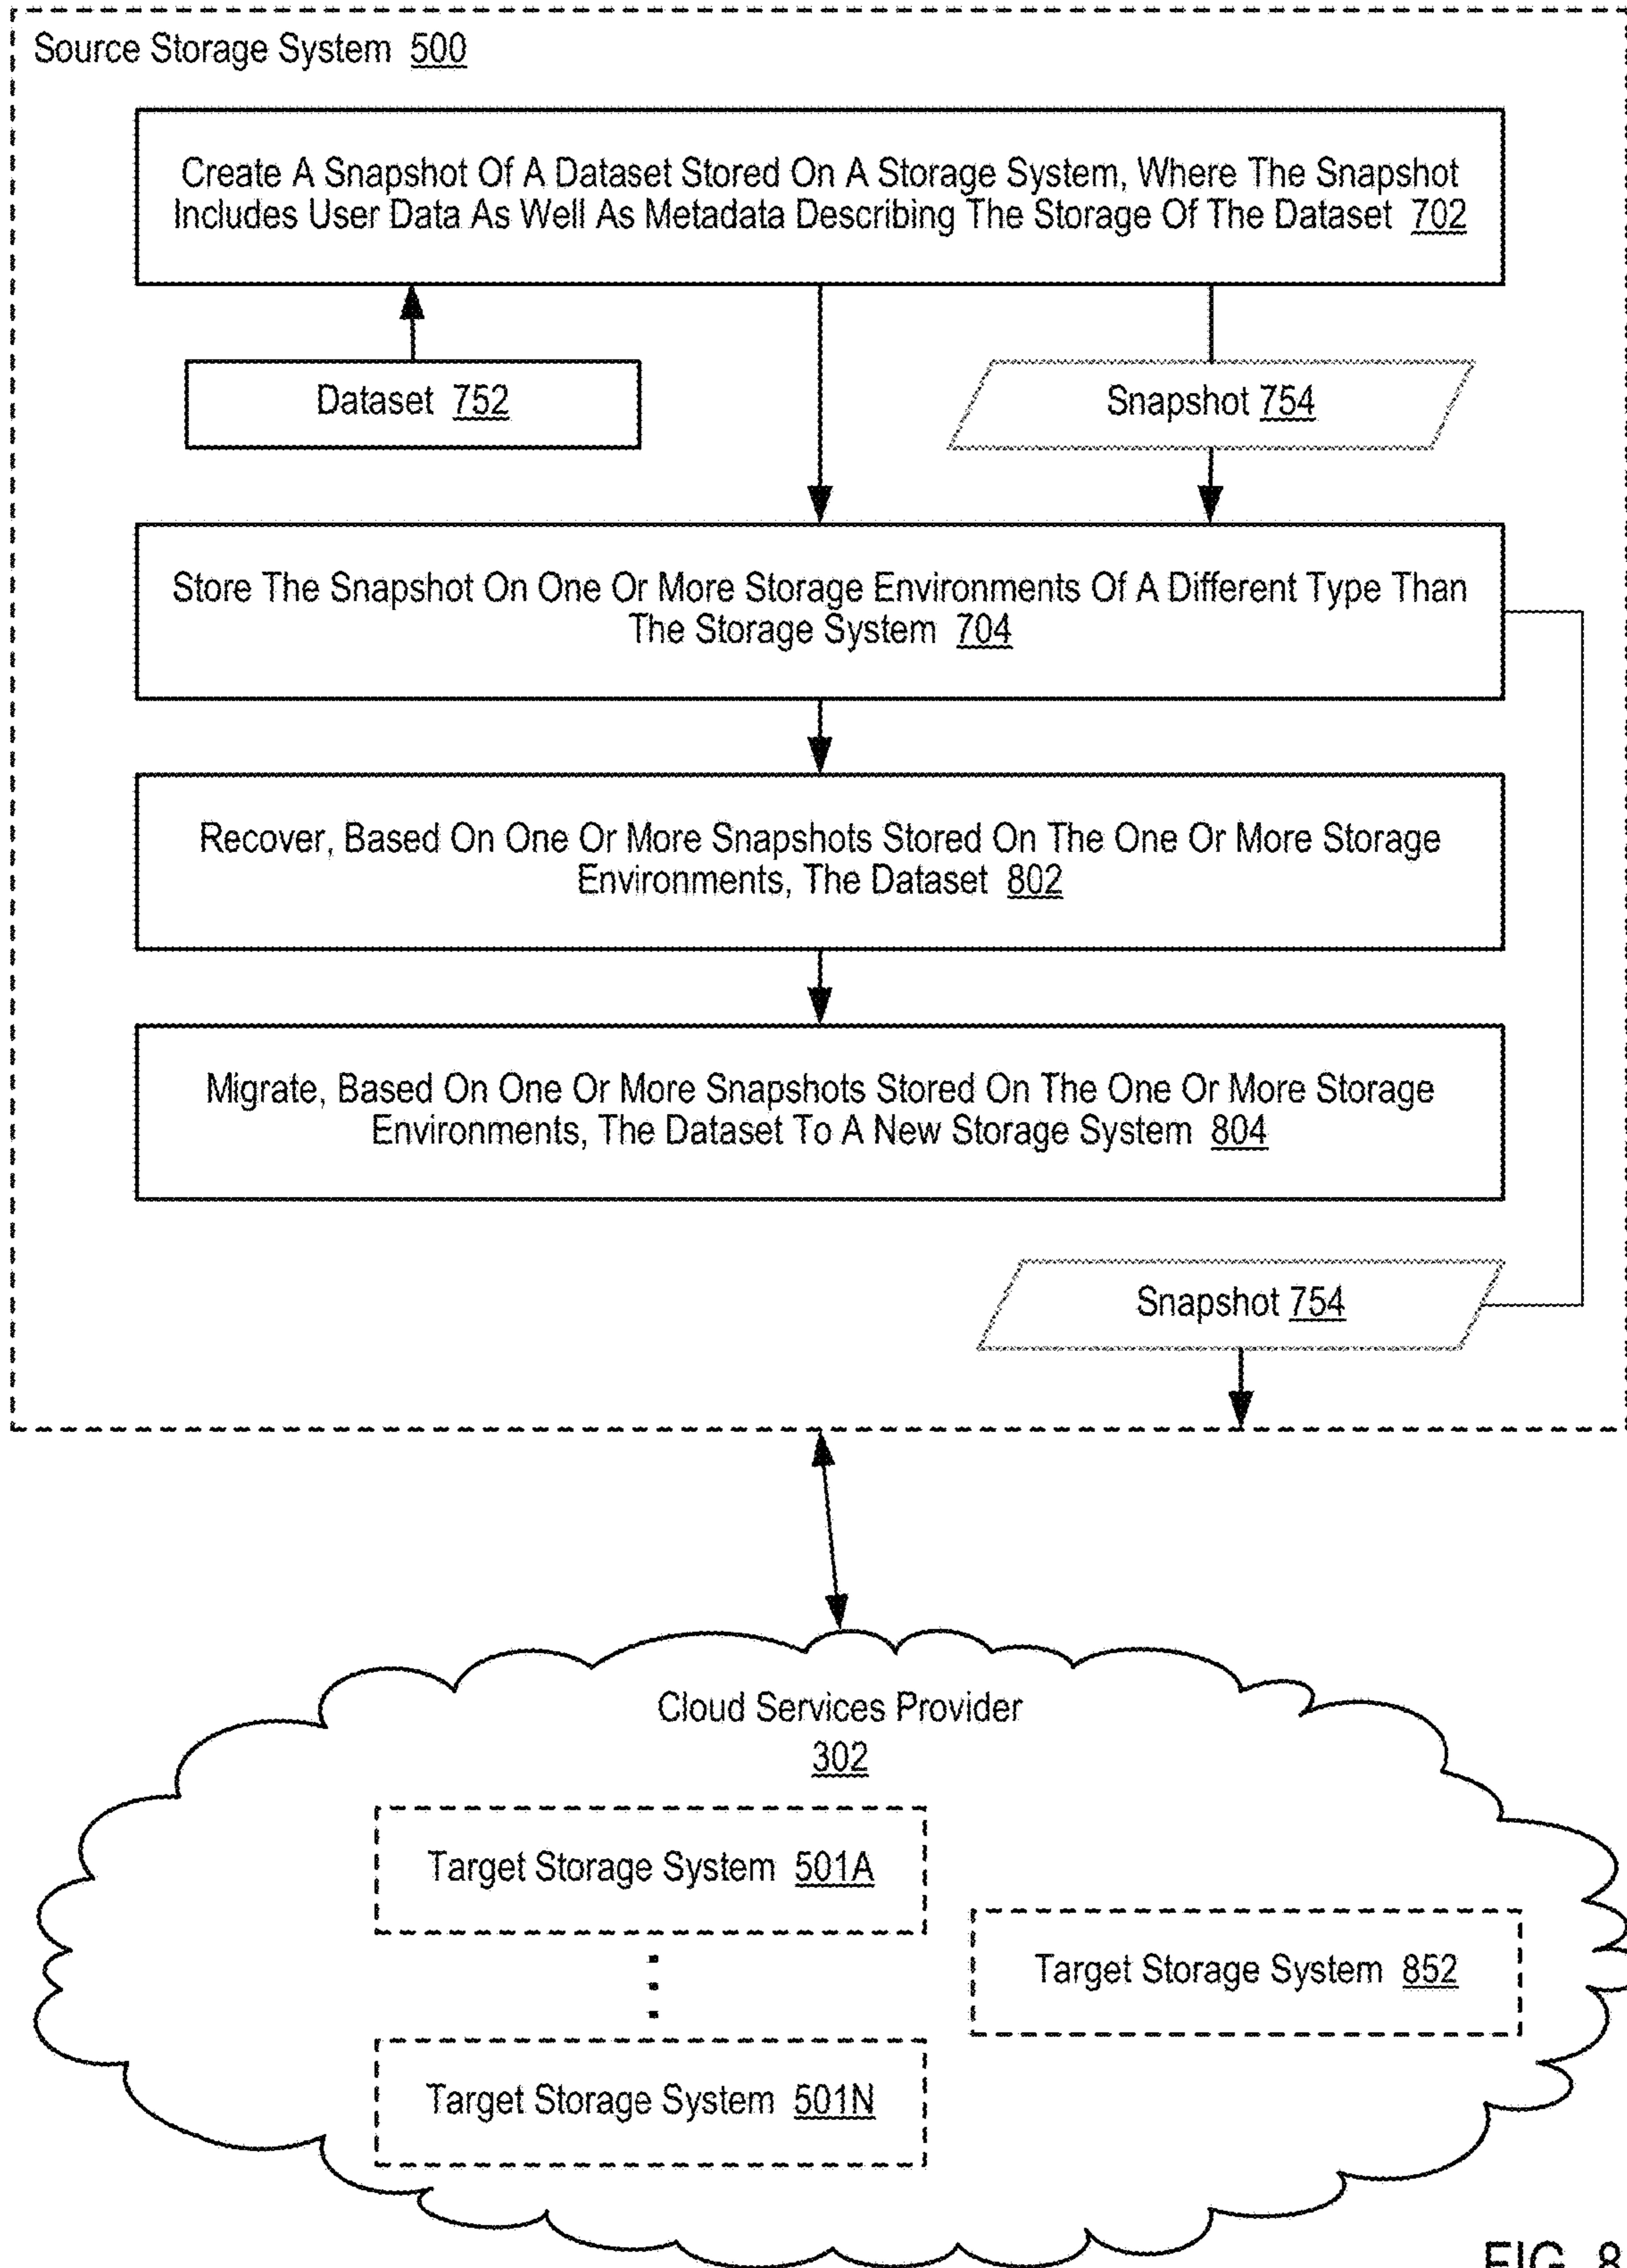 Source Storage System 500
Create A Snapshot Of A Dataset Stored On A Storage System, Where The Snapshot
Includes User Data As Well As Metadata Describing The Storage Of The Dataset 702
Dataset 752
Snapshot 754
Store The Snapshot On One Or More Storage Environments Of A Different Type Than
The Storage System 704
Recover, Based On One Or More Snapshots Stored On The One Or More Storage
Environments, The Dataset 802
Migrate, Based On One Or More Snapshots Stored On The One Or More Storage
Environments, The Dataset To A New Storage System 804
Snapshot 754
Cloud Services Provider
302
Target Storage System 501A
Target Storage System 852
Target Storage System 501N
FIG. 8